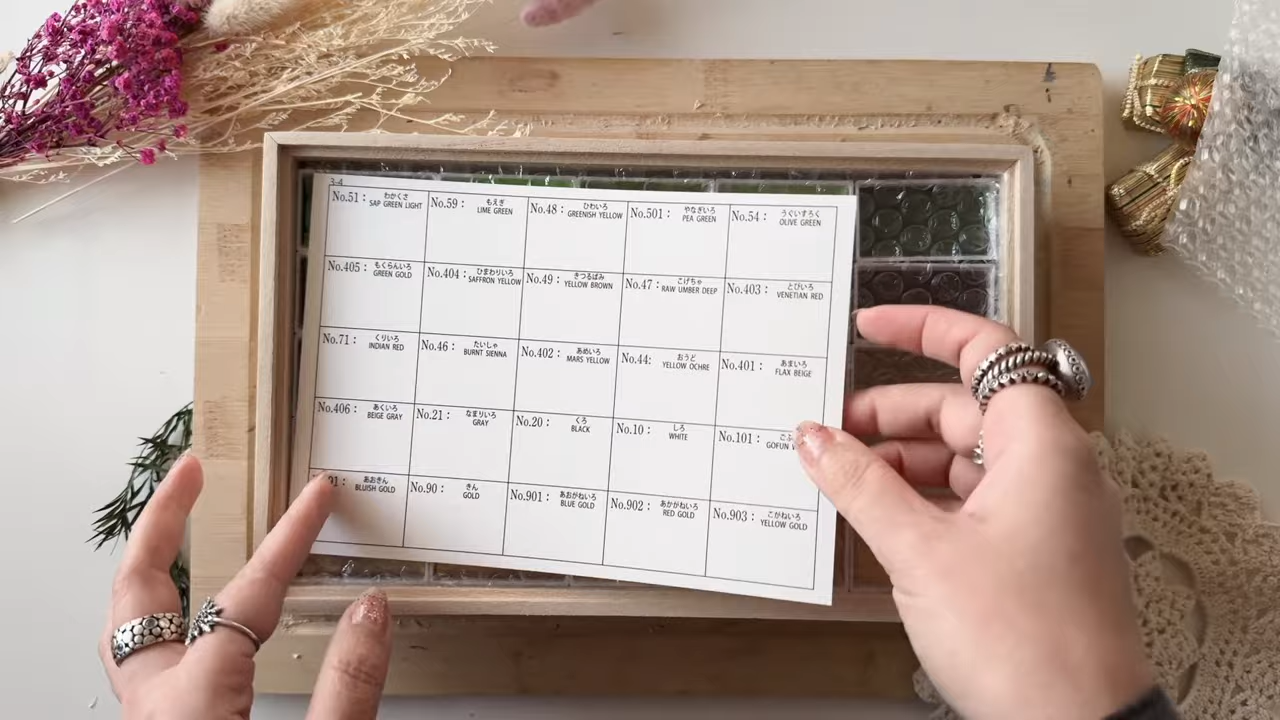 3-4
No.51: わかくさ SAP GREEN LIGHT
No.59: もえぎ LIME GREEN
No.48: ひわいろ GREENISH YELLOW
No.501: やなぎいろ PEA GREEN
No.54: うぐいすちゃく OLIVE GREEN
No.405: もくらんいろ GREEN GOLD
No.404: ひまわりいろ SAFFRON YELLOW
No.49: きつるばみ YELLOW BROWN
No.47: こげちゃ RAW UMBER DEEP
No.403: とびいろ VENETIAN RED
No.71: くりいろ INDIAN RED
No.46: たいしゃ BURNT SIENNA
No.402: あめいろ MARS YELLOW
No.44: おうど YELLOW OCHRE
No.401: あまいろ FLAX BEIGE
No.406: あくいろ BEIGE GRAY
No.21: なまりいろ GRAY
No.20: くろ BLACK
No.10: しろ WHITE
No.101: GOFUN
91: あおきん BLUISH GOLD
No.90: きん GOLD
No.901: あおがねいろ BLUE GOLD
No.902: あかがねいろ RED GOLD
No.903: こがねいろ YELLOW GOLD